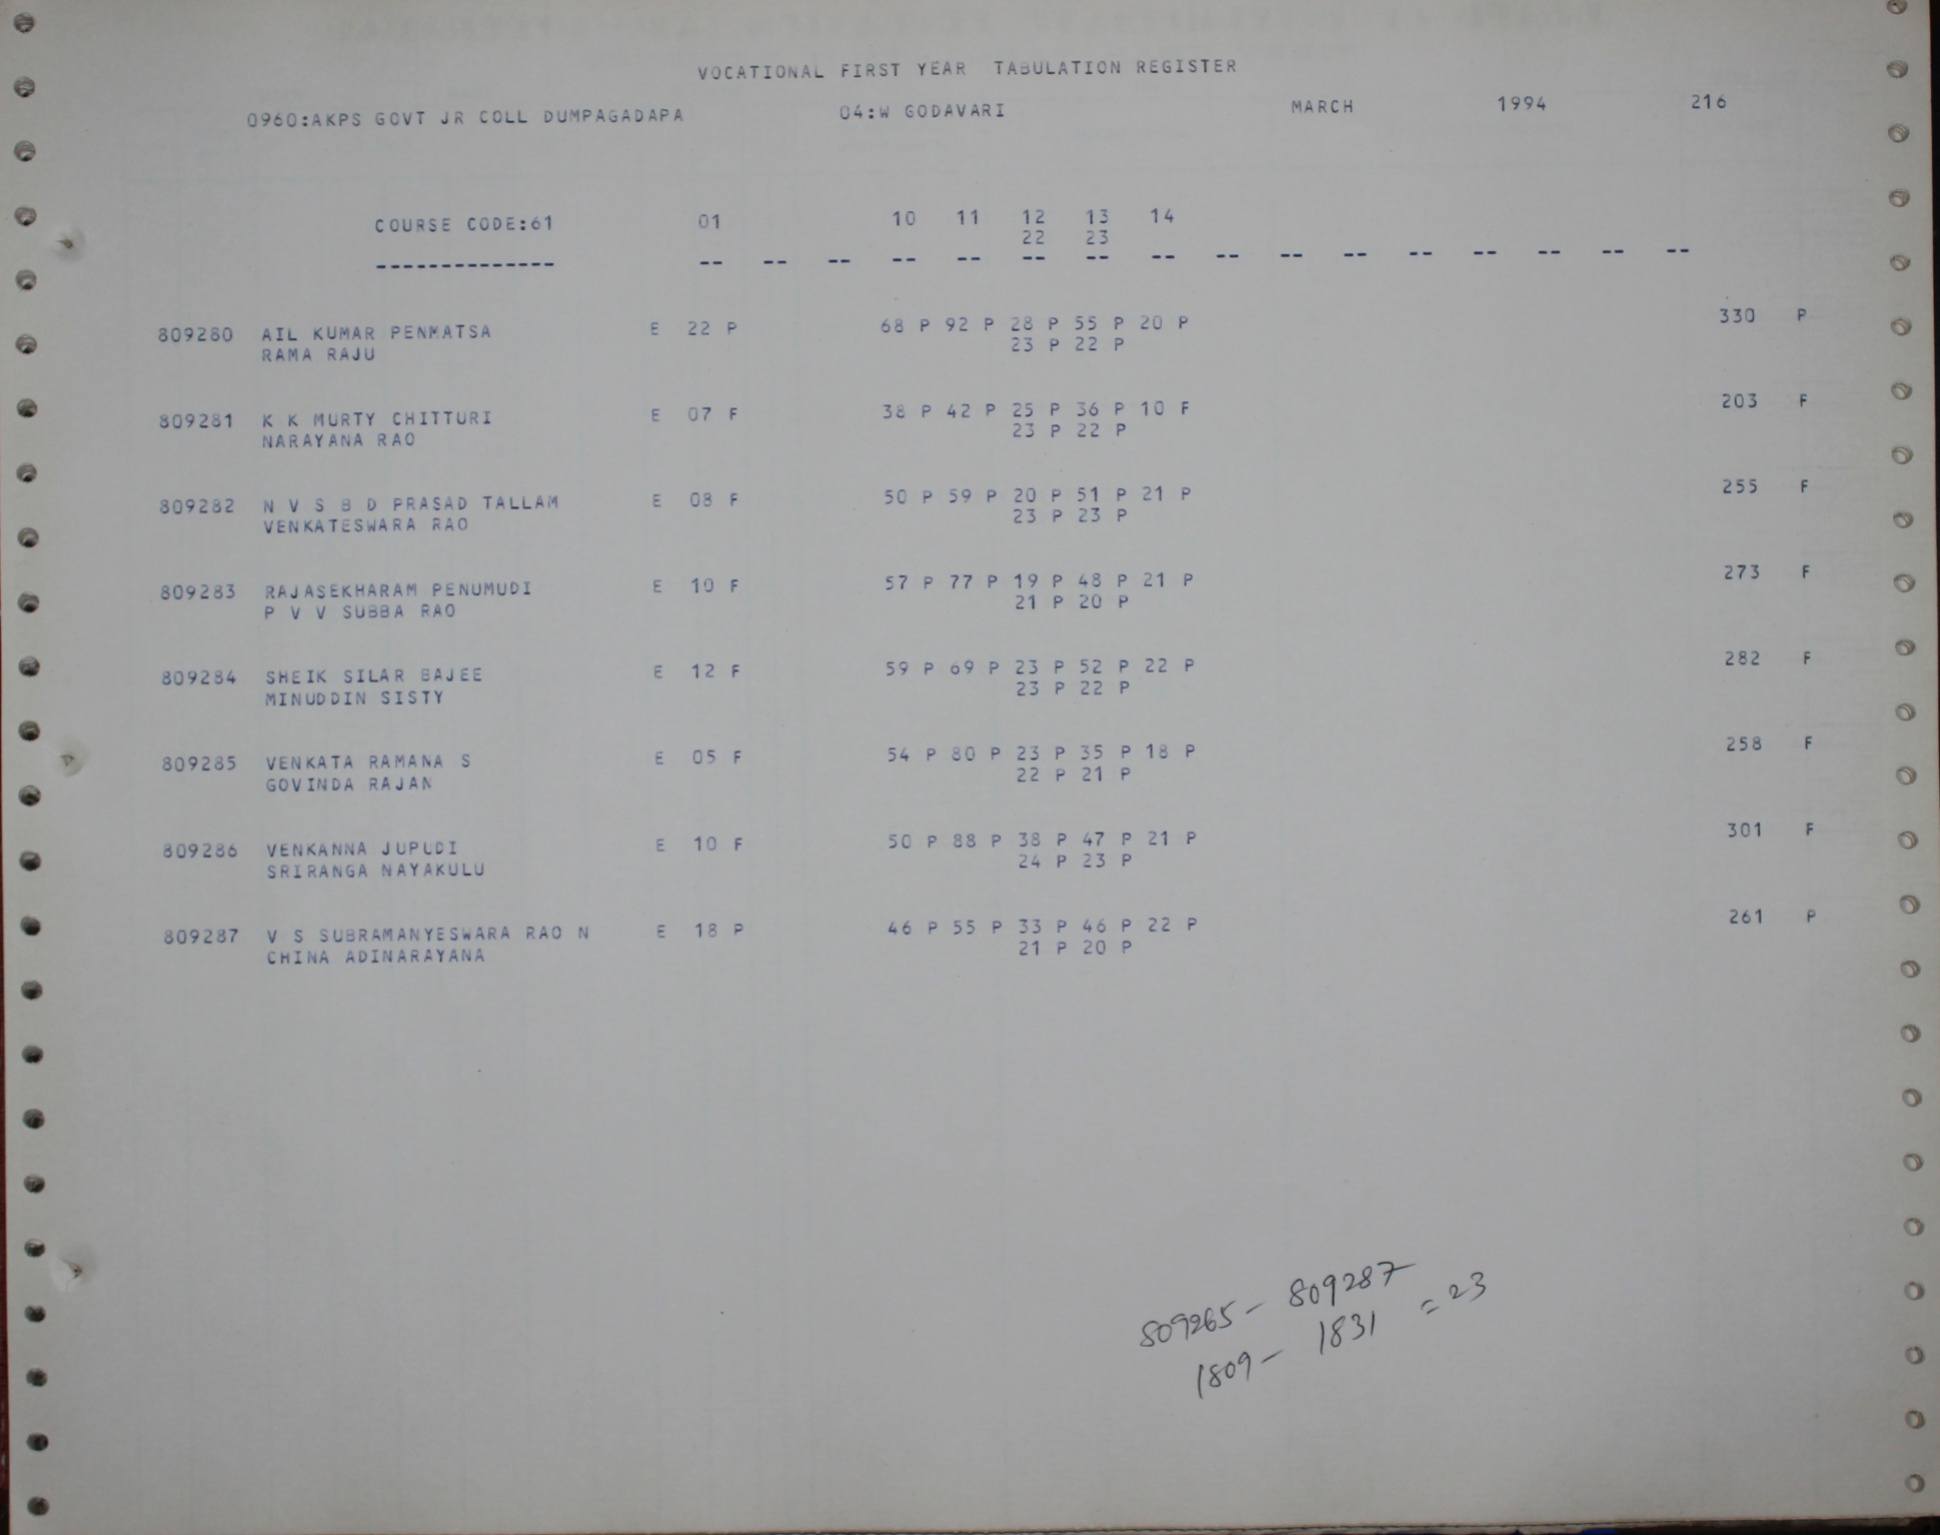 VOCATIONAL FIRST YEAR TABULATION REGISTER
0960:AKPS GOVT JR COLL DUMPAGADAPA 04:W GODAVARI MARCH 1994 216
COURSE CODE:61 01 10 11 12 13 14
22 23
-------------- -- -- -- -- -- -- -- -- -- -- -- -- -- -- -- --
809280 AIL KUMAR PENMATSA E 22 P 68 P 92 P 28 P 55 P 20 P 330 P
RAMA RAJU 23 P 22 P
809281 K K MURTY CHITTURI E 07 F 38 P 42 P 25 P 36 P 10 F 203 F
NARAYANA RAO 23 P 22 P
809282 N V S B D PRASAD TALLAM E 08 F 50 P 59 P 20 P 51 P 21 P 255 F
VENKATESWARA RAO 23 P 23 P
809283 RAJASEKHARAM PENUMUDI E 10 F 57 P 77 P 19 P 48 P 21 P 273 F
P V V SUBBA RAO 21 P 20 P
809284 SHEIK SILAR BAJEE E 12 F 59 P 69 P 23 P 52 P 22 P 282 F
MINUDDIN SISTY 23 P 22 P
809285 VENKATA RAMANA S E 05 F 54 P 80 P 23 P 35 P 18 P 258 F
GOVINDA RAJAN 22 P 21 P
809286 VENKANNA JUPUDI E 10 F 50 P 88 P 38 P 47 P 21 P 301 F
SRIRANGA NAYAKULU 24 P 23 P
809287 V S SUBRAMANYESWARA RAO N E 18 P 46 P 55 P 33 P 46 P 22 P 261 P
CHINA ADINARAYANA 21 P 20 P
809265 - 809287
1809 - 1831 = 23